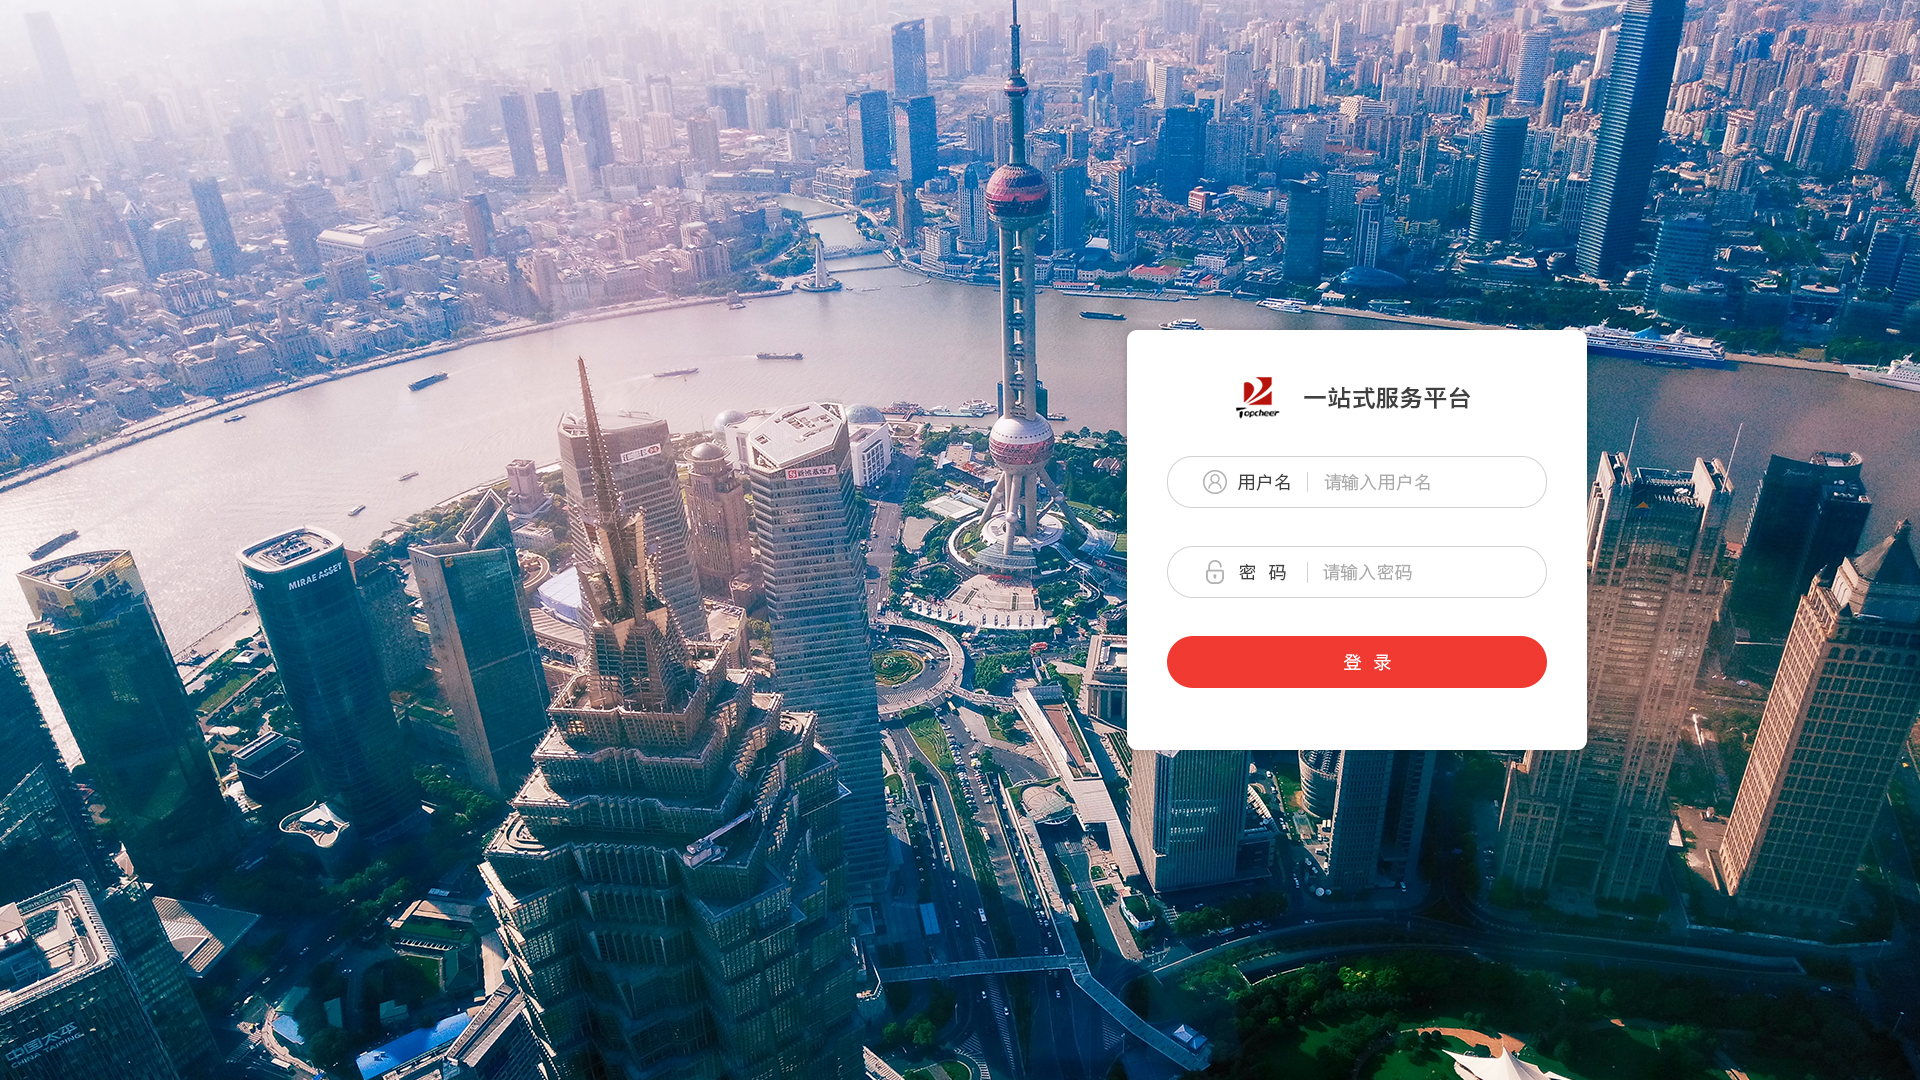 Topcheer
一站式服务平台
用户名
请输入用户名
密 码
请输入密码
登 录
MIRAE ASSET
中国太平
CHINA TAIPING